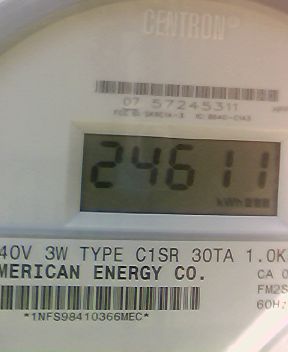 CENTRON®
07 57245311
24611
kWh
40V 3W TYPE C1SR 30TA 1.0K
MERICAN ENERGY CO.
CA 0
FM2S
60H
*1NFS98410366MEC*